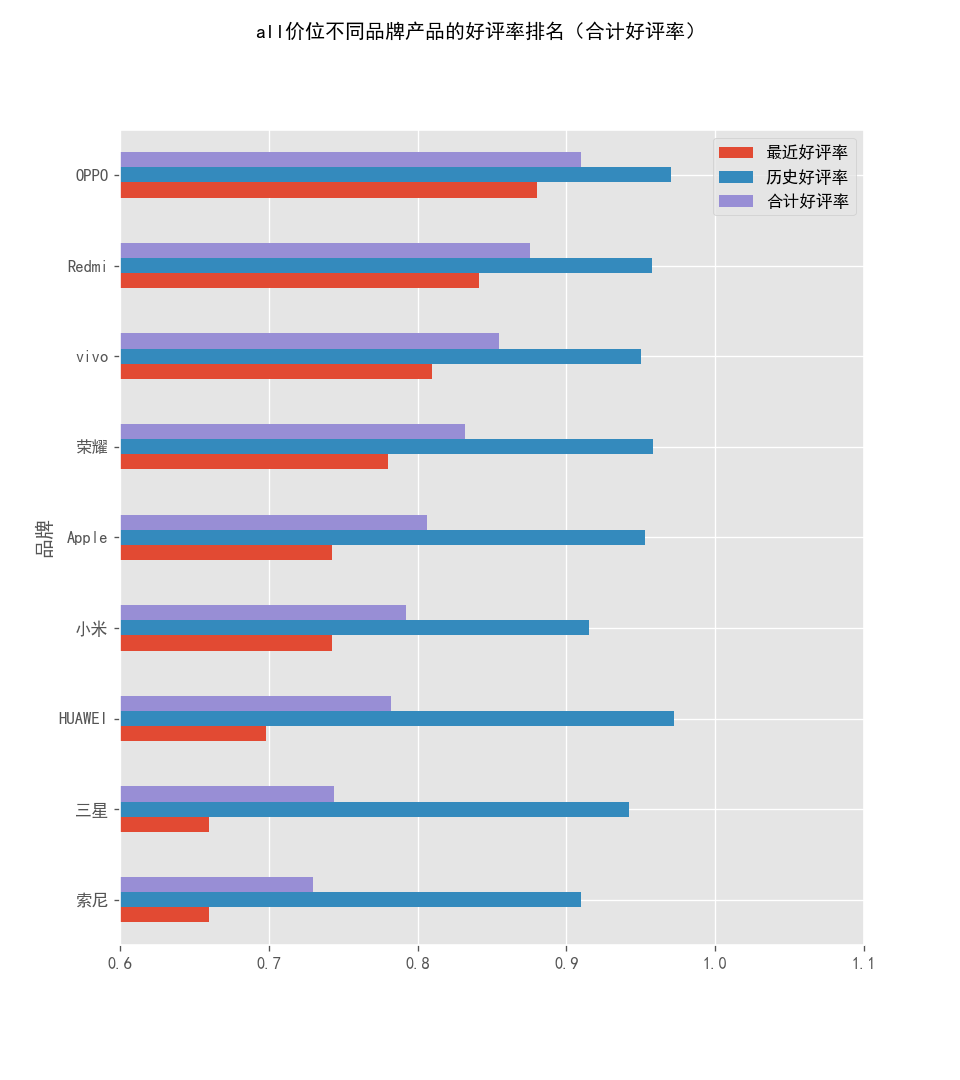 all价位不同品牌产品的好评率排名（合计好评率）
最近好评率
历史好评率
合计好评率
品牌
OPPO
Redmi
vivo
荣耀
Apple
小米
HUAWEI
三星
索尼
0.6 0.7 0.8 0.9 1.0 1.1